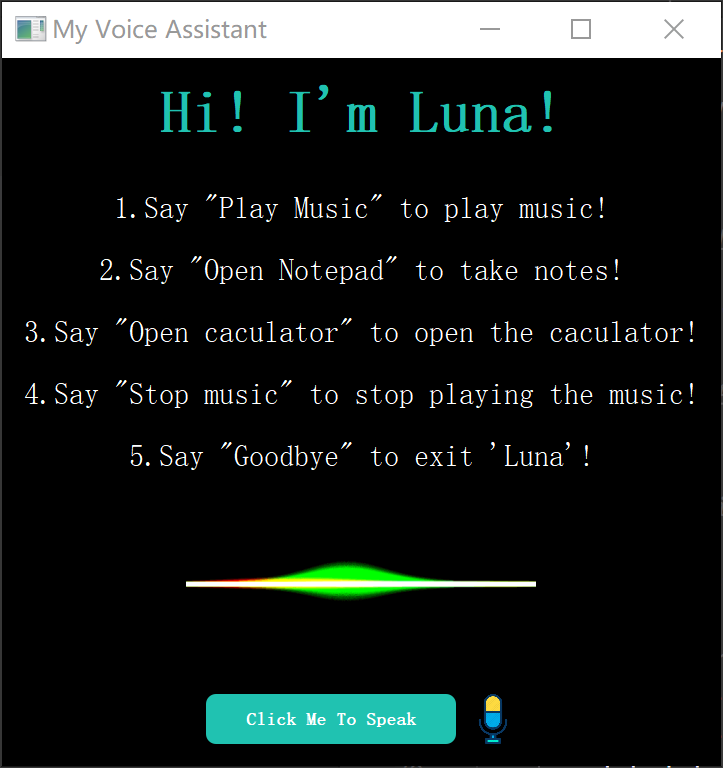 My Voice Assistant
Hi! I'm Luna!
1.Say "Play Music" to play music!
2.Say "Open Notepad" to take notes!
3.Say "Open caculator" to open the caculator!
4.Say "Stop music" to stop playing the music!
5.Say "Goodbye" to exit 'Luna'!
Click Me To Speak